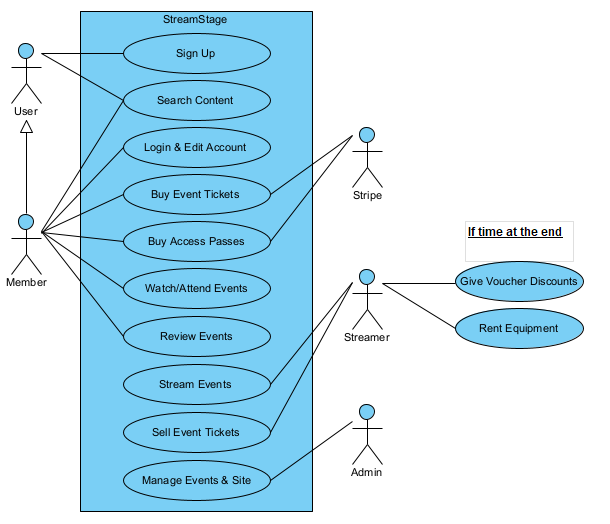 StreamStage
Sign Up
Search Content
User
Login & Edit Account
Buy Event Tickets
Stripe
Buy Access Passes
If time at the end
Member
Watch/Attend Events
Give Voucher Discounts
Review Events
Streamer
Rent Equipment
Stream Events
Sell Event Tickets
Admin
Manage Events & Site